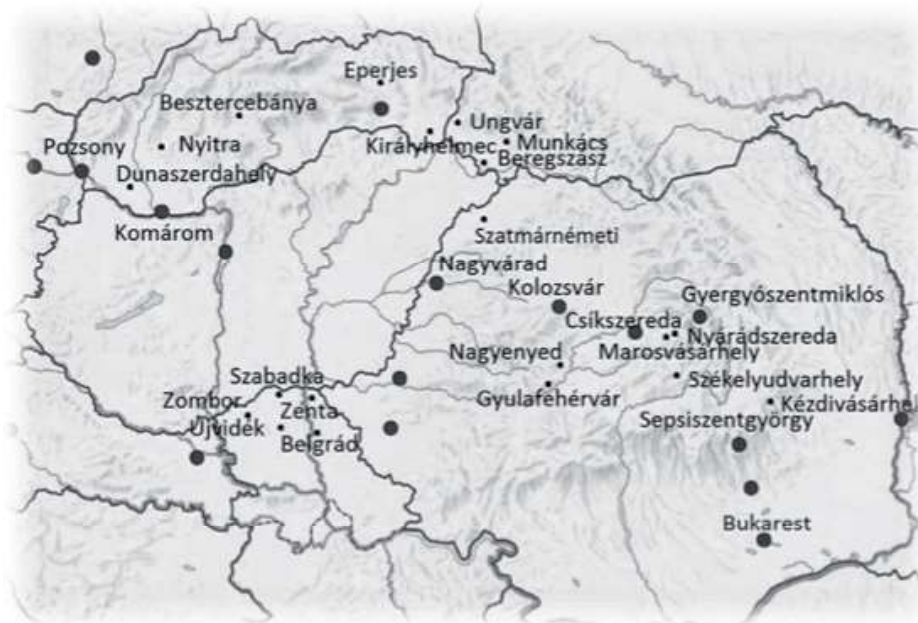 Eperjes
Besztercebánya
Ungvár
Pozsony
Nyitra
Királyhelmec
Munkács
Beregszász
Dunaszerdahely
Komárom
Szatmárnémeti
Nagyvárad
Kolozsvár
Gyergyószentmiklós
Csíkszereda
Nyárádszereda
Marosvásárhely
Nagyenyed
Szabadka
Székelyudvarhely
Zombor
Zenta
Gyulafehérvár
Kézdivásárhel
Újvidék
Sepsiszentgyörgy
Belgrád
Bukarest